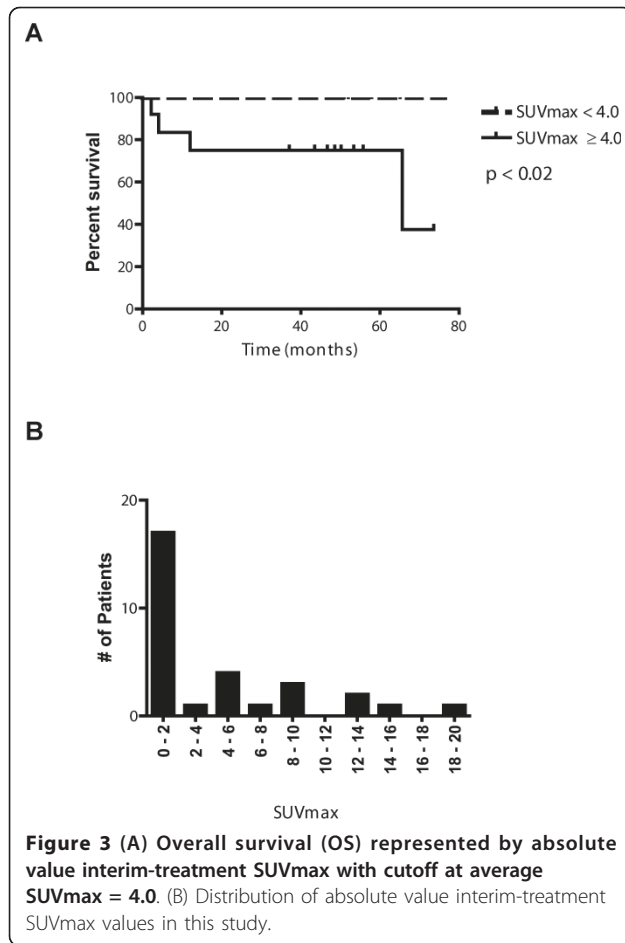 A
100
80
60
40
20
0
Percent survival
0 20 40 60 80
Time (months)
SUVmax < 4.0
SUVmax ≥ 4.0
p < 0.02
B
20
10
0
# of Patients
0 - 2
2 - 4
4 - 6
6 - 8
8 - 10
10 - 12
12 - 14
14 - 16
16 - 18
18 - 20
SUVmax
Figure 3 (A) Overall survival (OS) represented by absolute
value interim-treatment SUVmax with cutoff at average
SUVmax = 4.0. (B) Distribution of absolute value interim-treatment
SUVmax values in this study.